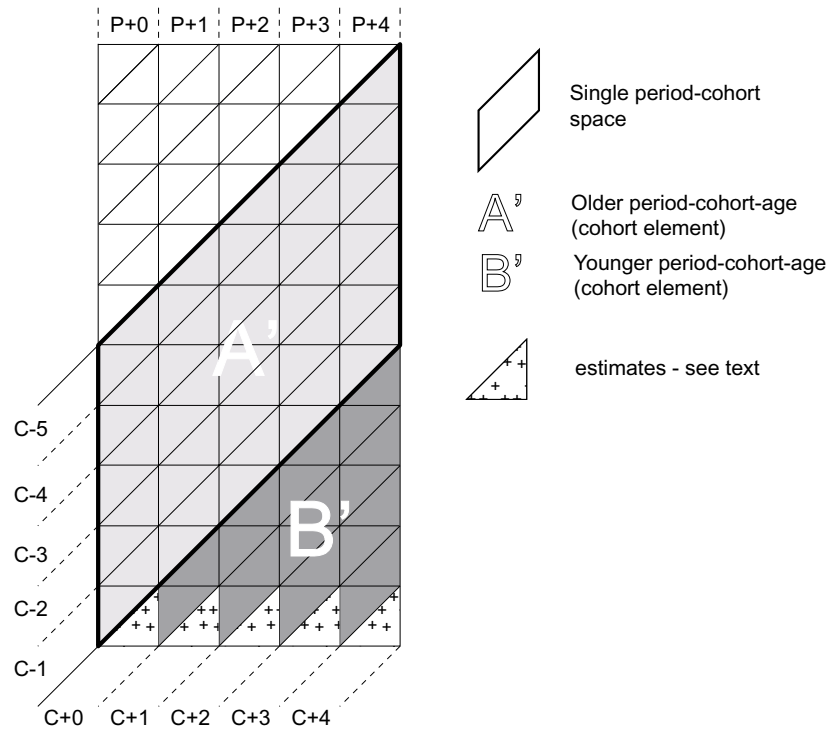 P+0 P+1 P+2 P+3 P+4
Single period-cohort
space
A’
Older period-cohort-age
(cohort element)
B’
Younger period-cohort-age
(cohort element)
estimates - see text
A’
B’
C-5
C-4
C-3
C-2
C-1
C+0 C+1 C+2 C+3 C+4